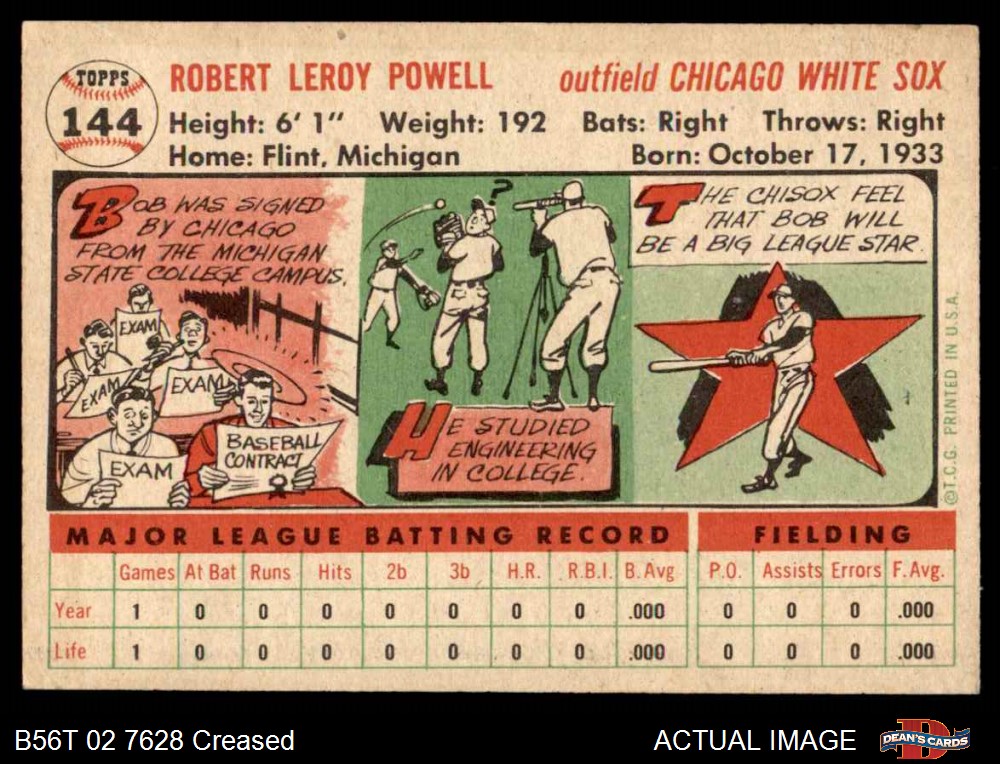 TOPPS
144
ROBERT LEROY POWELL outfield CHICAGO WHITE SOX
Height: 6' 1" Weight: 192 Bats: Right Throws: Right
Home: Flint, Michigan Born: October 17, 1933
BOB WAS SIGNED
BY CHICAGO
FROM THE MICHIGAN
STATE COLLEGE CAMPUS.
EXAM
EXAM
EXAM
EXAM
BASEBALL
CONTRACT
?
HE STUDIED
ENGINEERING
IN COLLEGE.
THE CHISOX FEEL
THAT BOB WILL
BE A BIG LEAGUE STAR.
©T.C.G. PRINTED IN U.S.A.
MAJOR LEAGUE BATTING RECORD FIELDING
Games At Bat Runs Hits 2b 3b H.R. R.B.I. B. Avg P.O. Assists Errors F. Avg.
Year 1 0 0 0 0 0 0 0 .000 0 0 0 .000
Life 1 0 0 0 0 0 0 0 .000 0 0 0 .000
B56T 02 7628 Creased ACTUAL IMAGE
DEAN'S CARDS